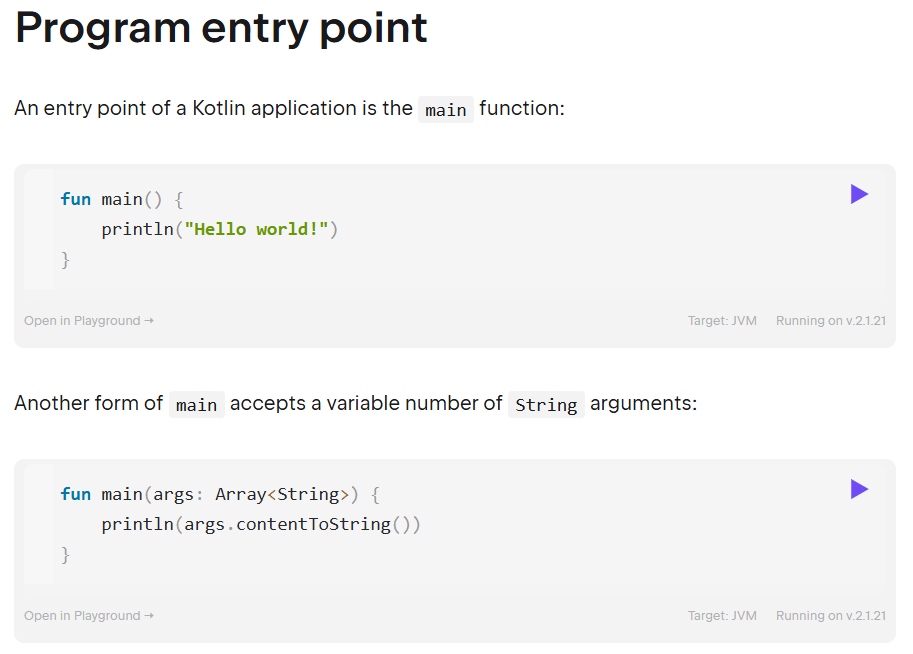 Program entry point
An entry point of a Kotlin application is the main function:
fun main() {
    println("Hello world!")
}
Open in Playground → Target: JVM Running on v.2.1.21
Another form of main accepts a variable number of String arguments:
fun main(args: Array<String>) {
    println(args.contentToString())
}
Open in Playground → Target: JVM Running on v.2.1.21